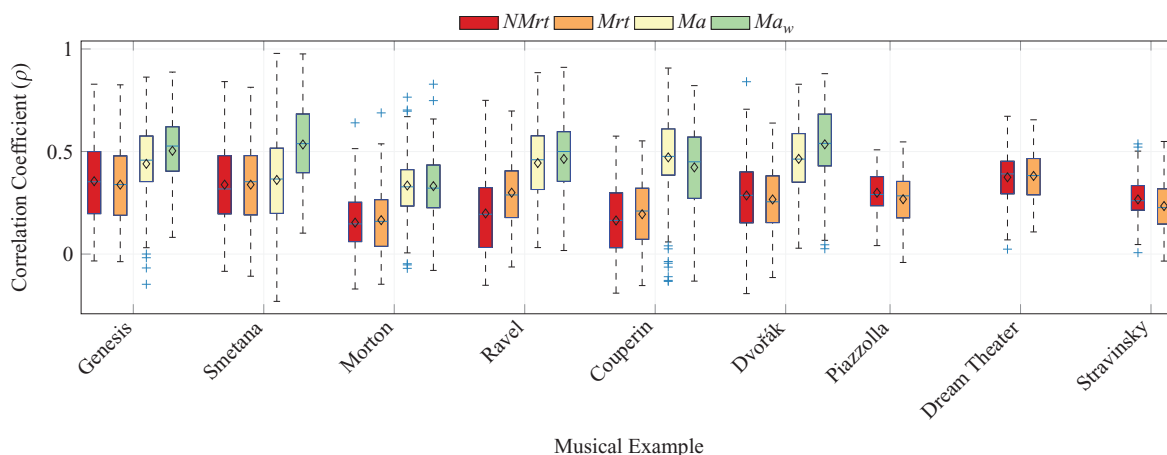 NMrt Mrt Ma Ma_w
Correlation Coefficient (ρ)
1
0.5
0
Genesis
Smetana
Morton
Ravel
Couperin
Dvořák
Piazzolla
Dream Theater
Stravinsky
Musical Example